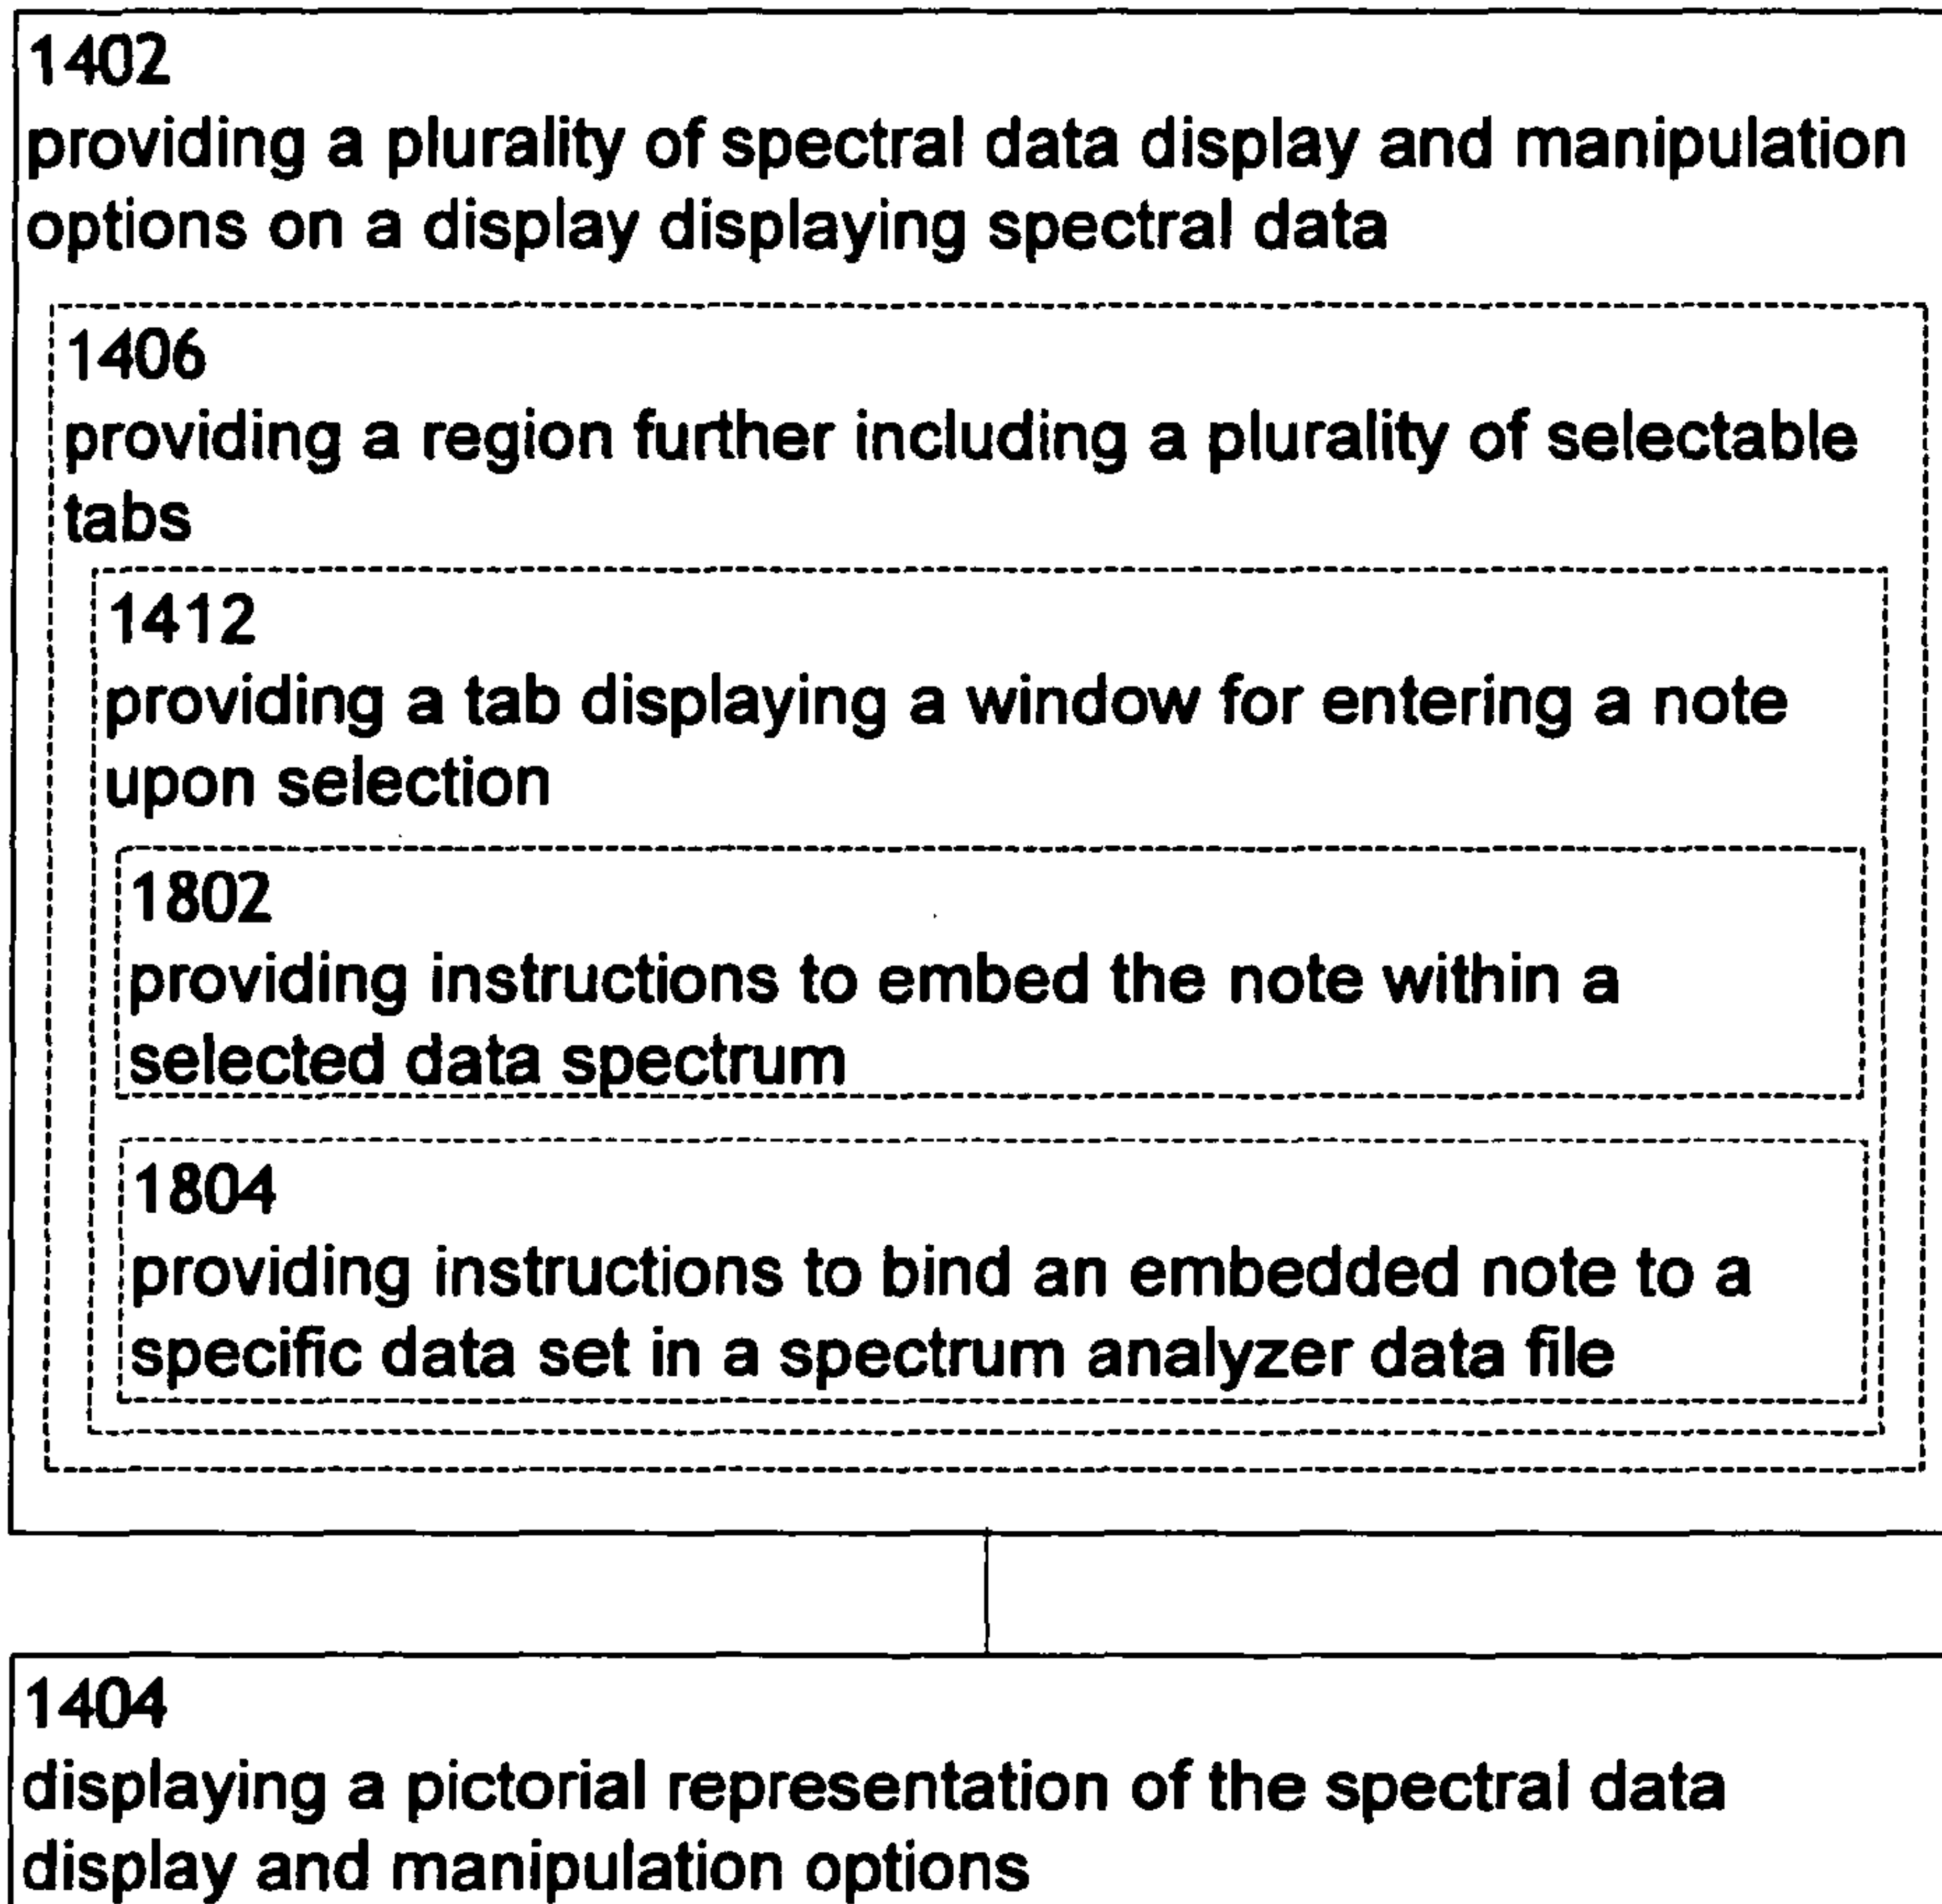 1402
providing a plurality of spectral data display and manipulation
options on a display displaying spectral data
1406
providing a region further including a plurality of selectable
tabs
1412
providing a tab displaying a window for entering a note
upon selection
1802
providing instructions to embed the note within a
selected data spectrum
1804
providing instructions to bind an embedded note to a
specific data set in a spectrum analyzer data file
1404
displaying a pictorial representation of the spectral data
display and manipulation options